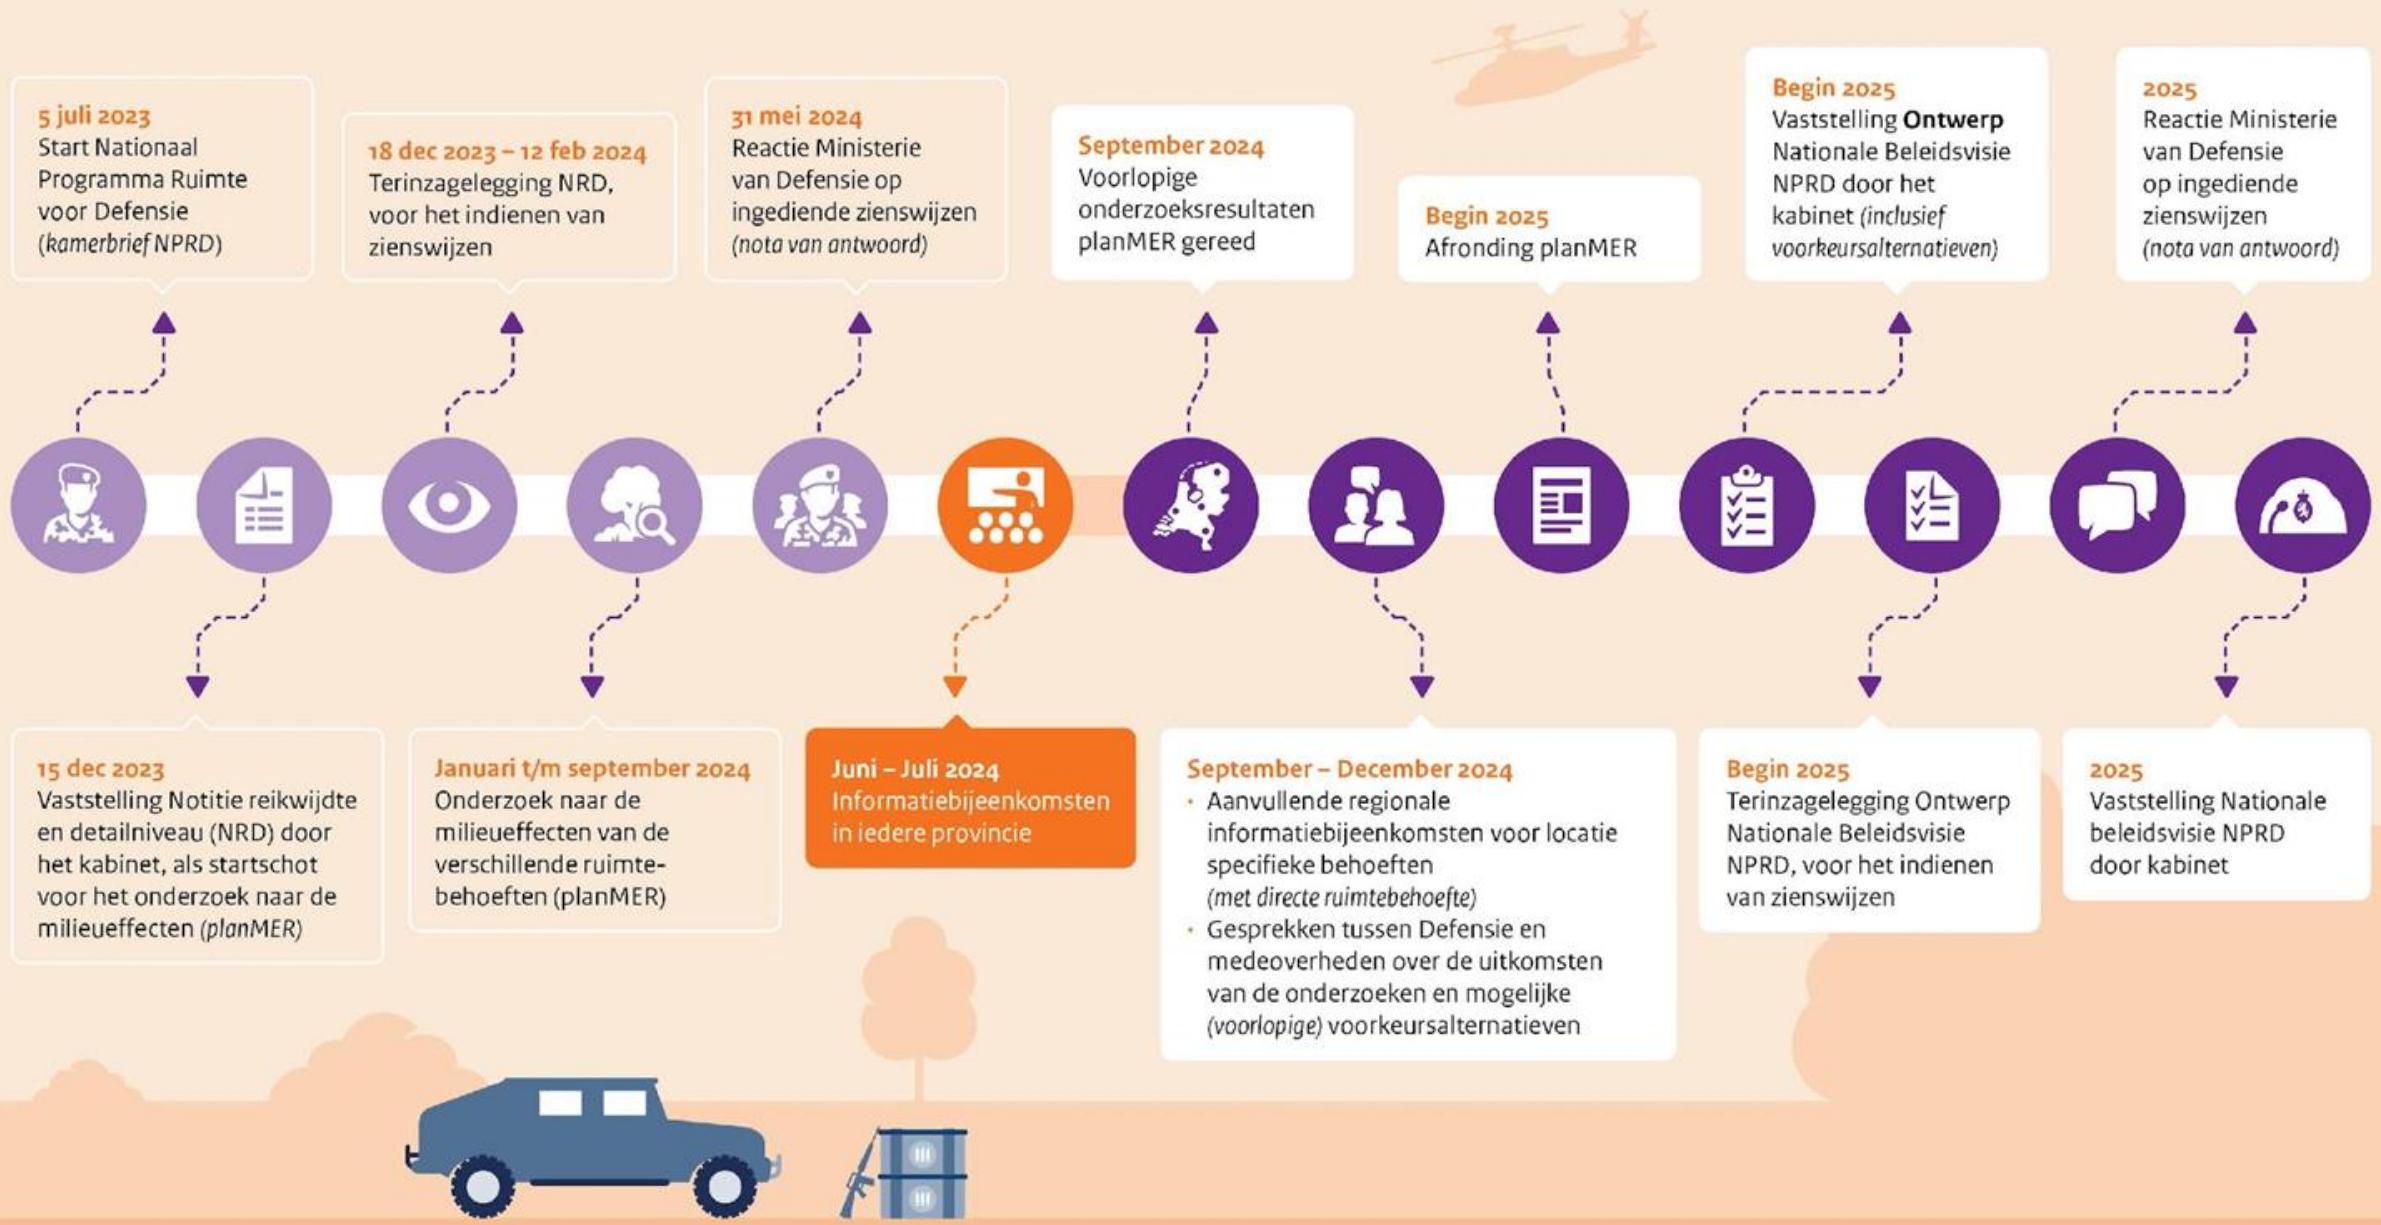 5 juli 2023
Start Nationaal
Programma Ruimte
voor Defensie
(kamerbrief NPRD)
18 dec 2023 – 12 feb 2024
Terinzagelegging NRD,
voor het indienen van
zienswijzen
31 mei 2024
Reactie Ministerie
van Defensie op
ingediende zienswijzen
(nota van antwoord)
September 2024
Voorlopige
onderzoeksresultaten
planMER gereed
Begin 2025
Afronding planMER
Begin 2025
Vaststelling Ontwerp
Nationale Beleidsvisie
NPRD door het
kabinet (inclusief
voorkeursalternatieven)
2025
Reactie Ministerie
van Defensie
op ingediende
zienswijzen
(nota van antwoord)
15 dec 2023
Vaststelling Notitie reikwijdte
en detailniveau (NRD) door
het kabinet, als startschot
voor het onderzoek naar de
milieueffecten (planMER)
Januari t/m september 2024
Onderzoek naar de
milieueffecten van de
verschillende ruimte-
behoeften (planMER)
Juni – Juli 2024
Informatiebijeenkomsten
in iedere provincie
September – December 2024
• Aanvullende regionale
informatiebijeenkomsten voor locatie
specifieke behoeften
(met directe ruimtebehoefte)
• Gesprekken tussen Defensie en
medeoverheden over de uitkomsten
van de onderzoeken en mogelijke
(voorlopige) voorkeursalternatieven
Begin 2025
Terinzagelegging Ontwerp
Nationale Beleidsvisie
NPRD, voor het indienen
van zienswijzen
2025
Vaststelling Nationale
beleidsvisie NPRD
door kabinet